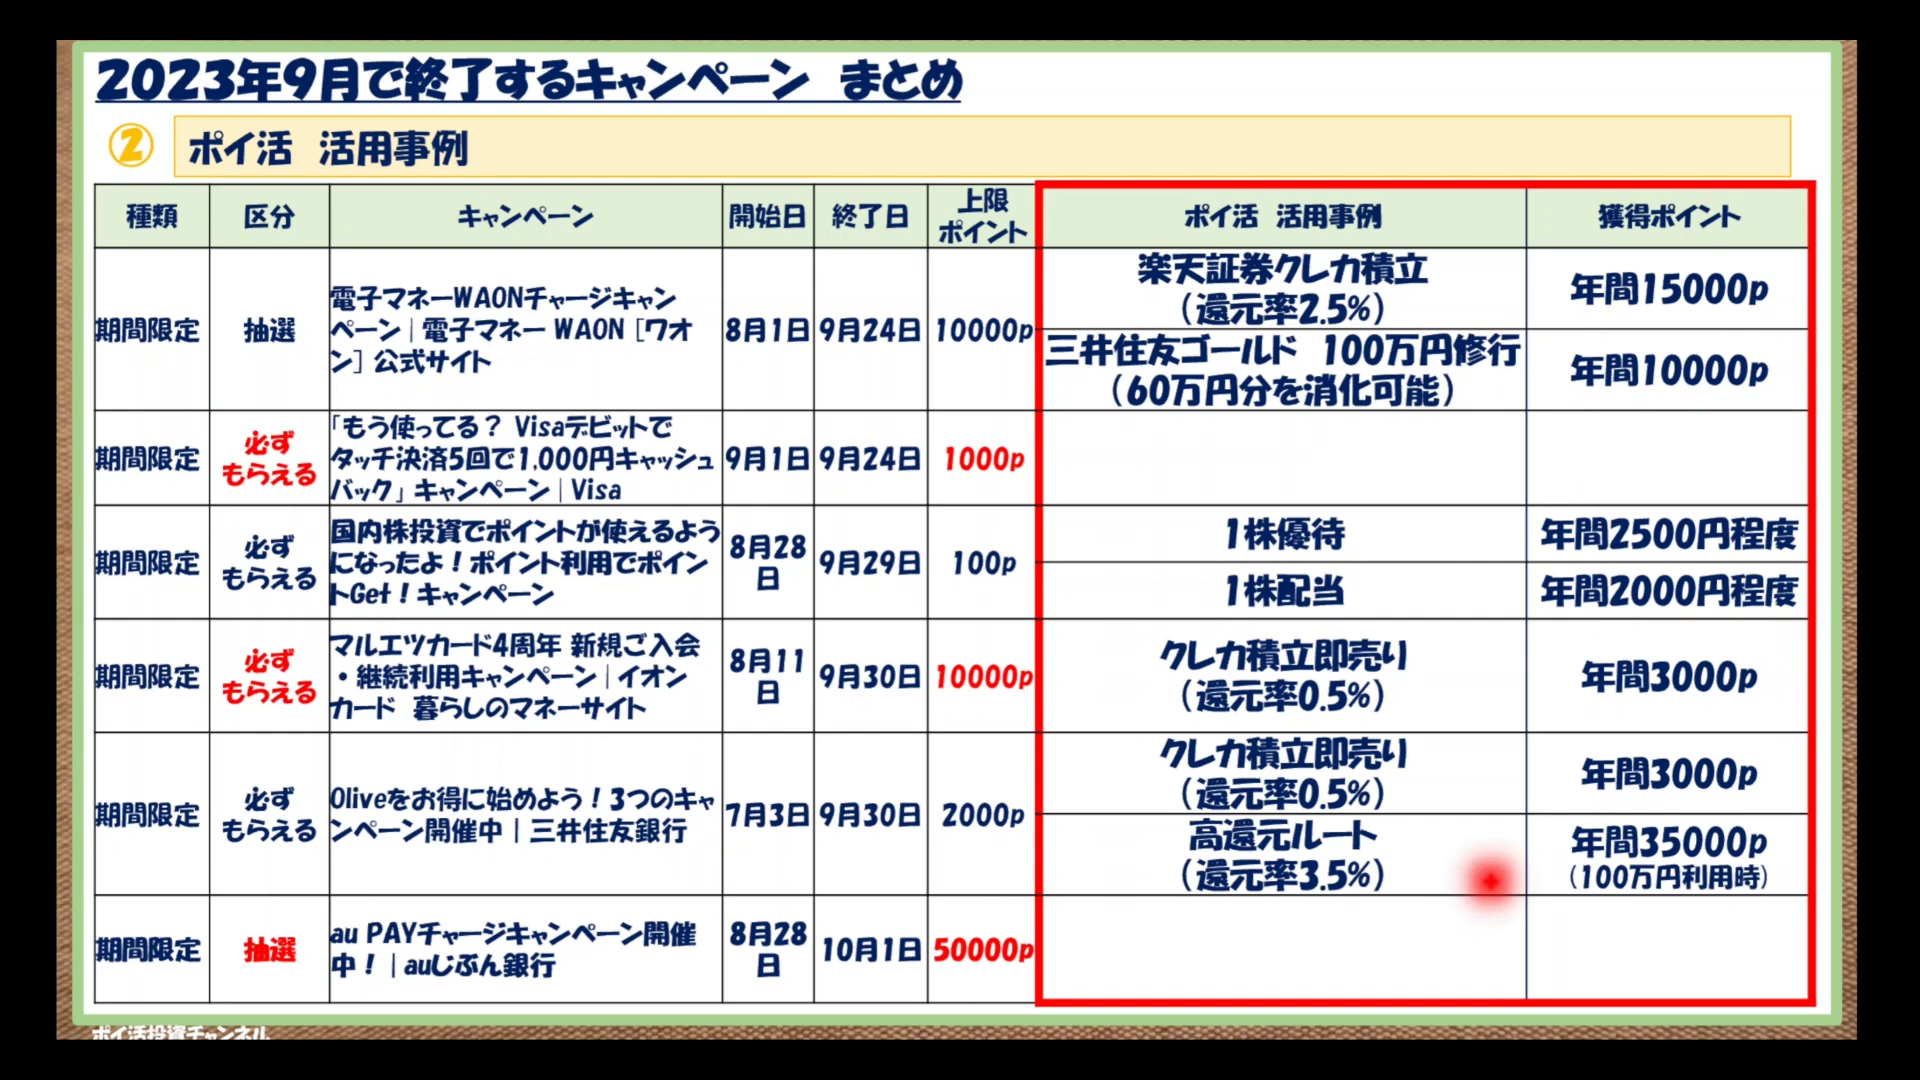 2023年9月で終了するキャンペーン まとめ
② ポイ活 活用事例
種類 区分 キャンペーン 開始日 終了日 上限
ポイント ポイ活 活用事例 獲得ポイント
期間限定 抽選 電子マネーWAONチャージキャン
ペーン｜電子マネー WAON［ワオ
ン］公式サイト
8月1日 9月24日 10000p
楽天証券クレカ積立
（還元率2.5%）
年間15000p
三井住友ゴールド 100万円修行
（60万円分を消化可能）
年間10000p
期間限定 必ず
もらえる
「もう使ってる？ Visaデビットで
タッチ決済5回で1,000円キャッシュ
バック」キャンペーン｜Visa
9月1日 9月24日 1000p
期間限定 必ず
もらえる
国内株投資でポイントが使えるよう
になったよ！ポイント利用でポイン
トGet！キャンペーン
8月28
日
9月29日 100p
1株優待 年間2500円程度
1株配当 年間2000円程度
期間限定 必ず
もらえる
マルエツカード4周年 新規ご入会
・継続利用キャンペーン｜イオン
カード 暮らしのマネーサイト
8月11
日
9月30日 10000p
クレカ積立即売り
（還元率0.5%）
年間3000p
期間限定 必ず
もらえる
Oliveをお得に始めよう！3つのキャ
ンペーン開催中｜三井住友銀行
7月3日 9月30日 2000p
クレカ積立即売り
（還元率0.5%）
年間3000p
高還元ルート
（還元率3.5%）
年間35000p
（100万円利用時）
期間限定 抽選 au PAYチャージキャンペーン開催
中！｜auじぶん銀行
8月28
日
10月1日 50000p
ポイ活投資チャンネル